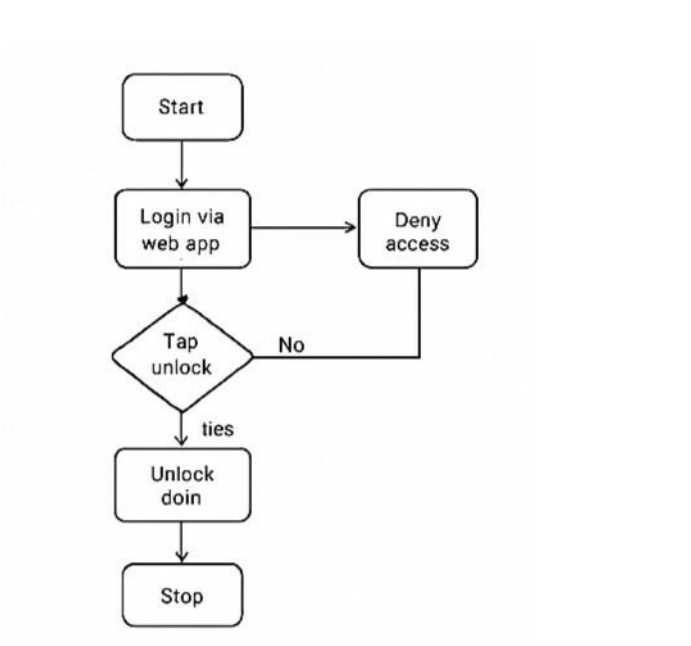 Start
Login via
web app
Deny
access
Tap
unlock
No
ties
Unlock
doin
Stop